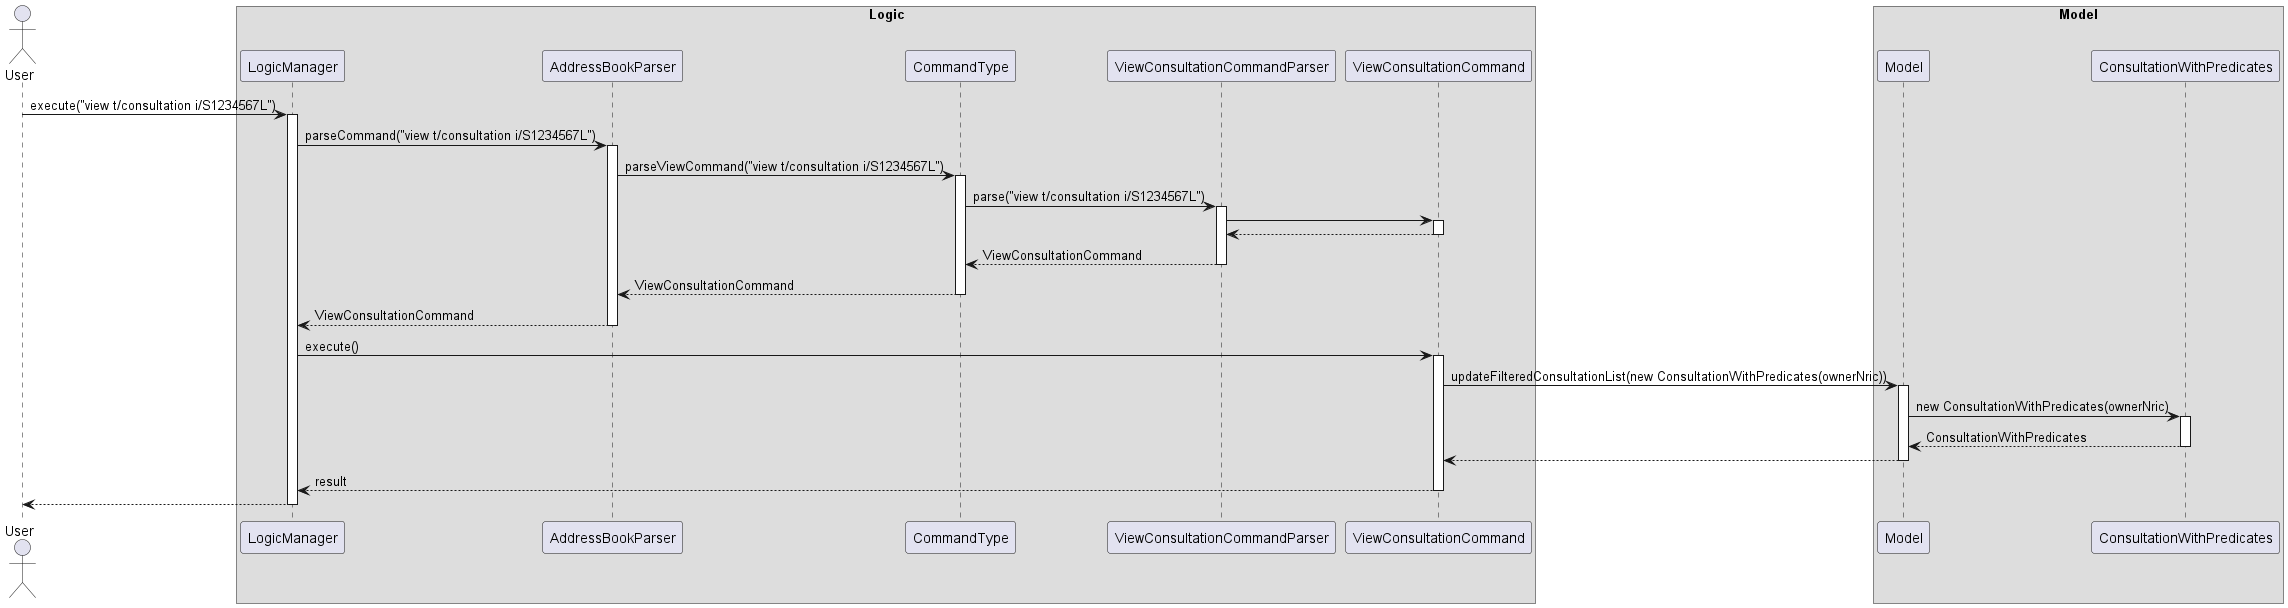 Logic
Model
User
LogicManager
AddressBookParser
CommandType
ViewConsultationCommandParser
ViewConsultationCommand
Model
ConsultationWithPredicates
execute("view t/consultation i/S1234567L")
parseCommand("view t/consultation i/S1234567L")
parseViewCommand("view t/consultation i/S1234567L")
parse("view t/consultation i/S1234567L")
ViewConsultationCommand
ViewConsultationCommand
ViewConsultationCommand
execute()
updateFilteredConsultationList(new ConsultationWithPredicates(ownerNric))
new ConsultationWithPredicates(ownerNric)
ConsultationWithPredicates
result
User
LogicManager
AddressBookParser
CommandType
ViewConsultationCommandParser
ViewConsultationCommand
Model
ConsultationWithPredicates